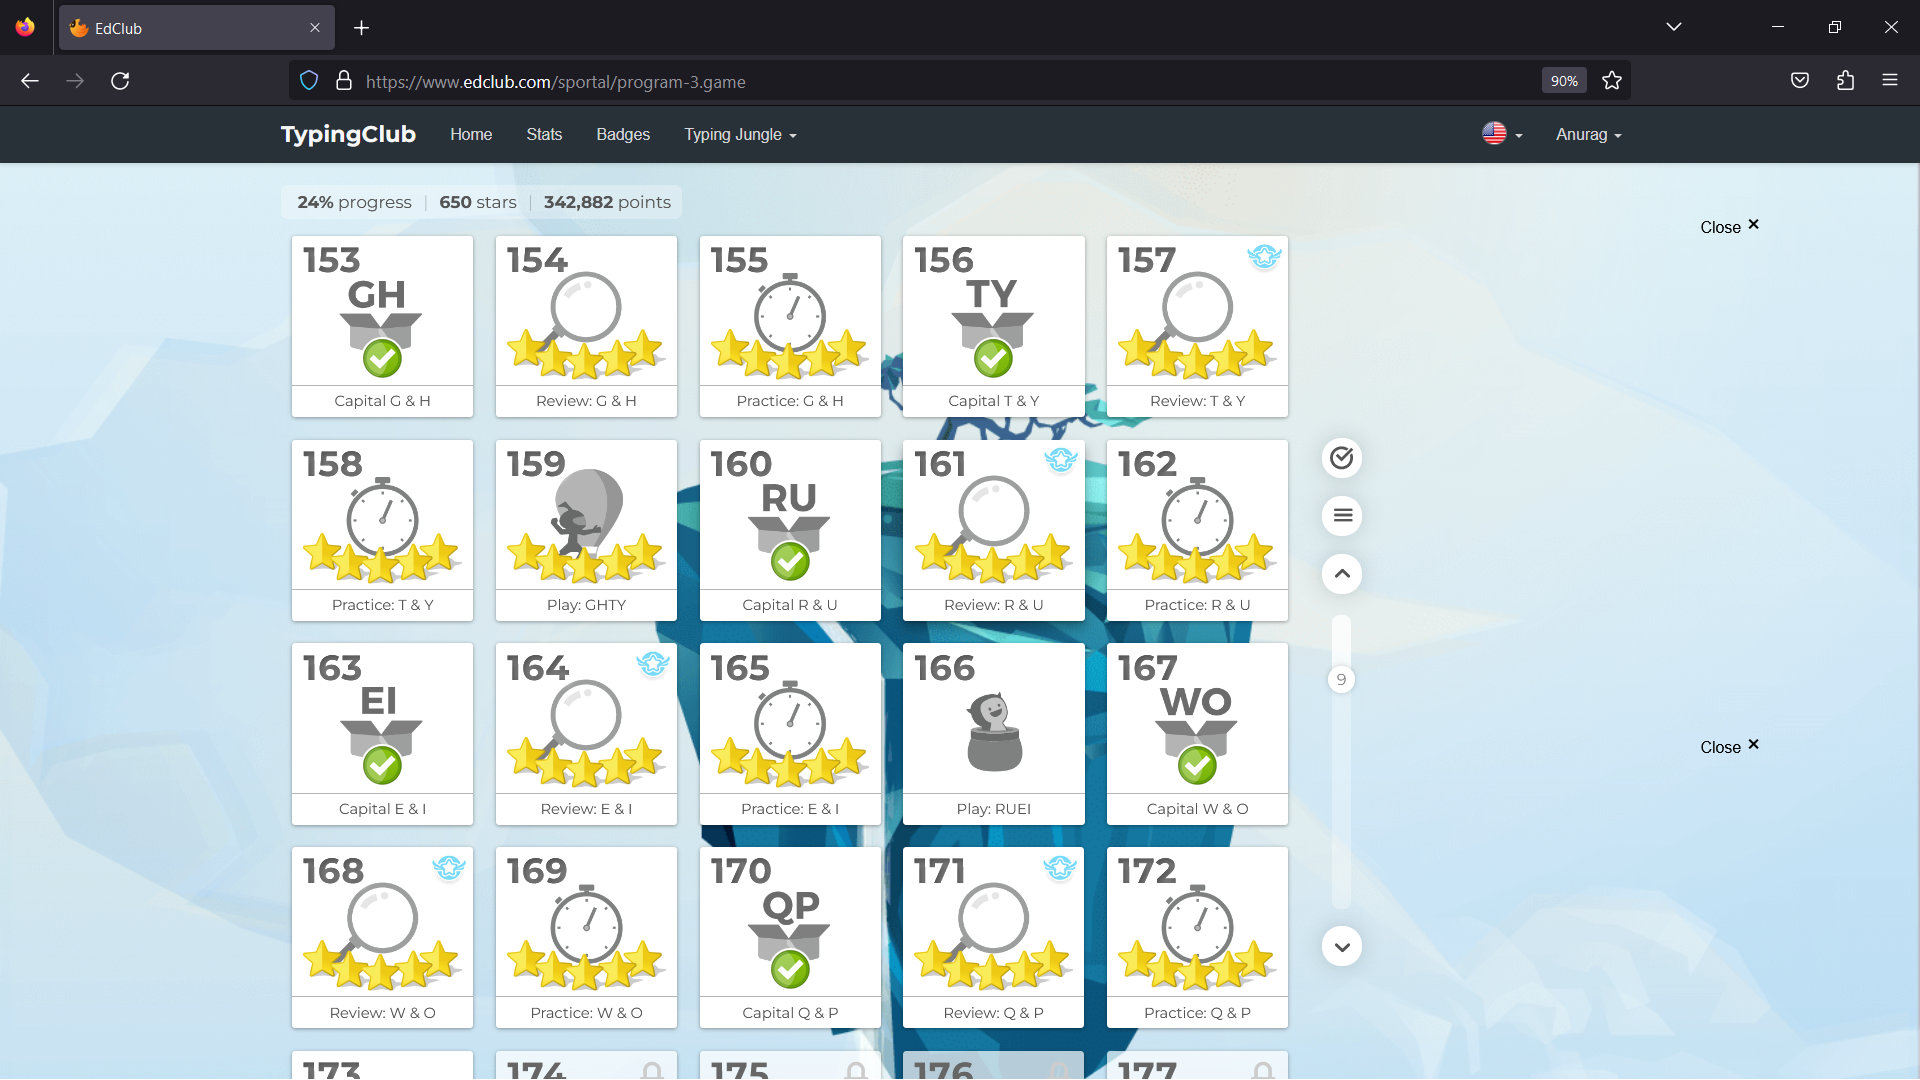 EdClub
https://www.edclub.com/sportal/program-3.game
90%
TypingClub Home Stats Badges Typing Jungle Anurag
24% progress | 650 stars | 342,882 points
Close
153 GH Capital G & H
154 Review: G & H
155 Practice: G & H
156 TY Capital T & Y
157 Review: T & Y
158 Practice: T & Y
159 Play: GHTY
160 RU Capital R & U
161 Review: R & U
162 Practice: R & U
163 EI Capital E & I
164 Review: E & I
165 Practice: E & I
166 Play: RUEI
167 WO Capital W & O
9
Close
168 Review: W & O
169 Practice: W & O
170 QP Capital Q & P
171 Review: Q & P
172 Practice: Q & P
173 174 175 176 177